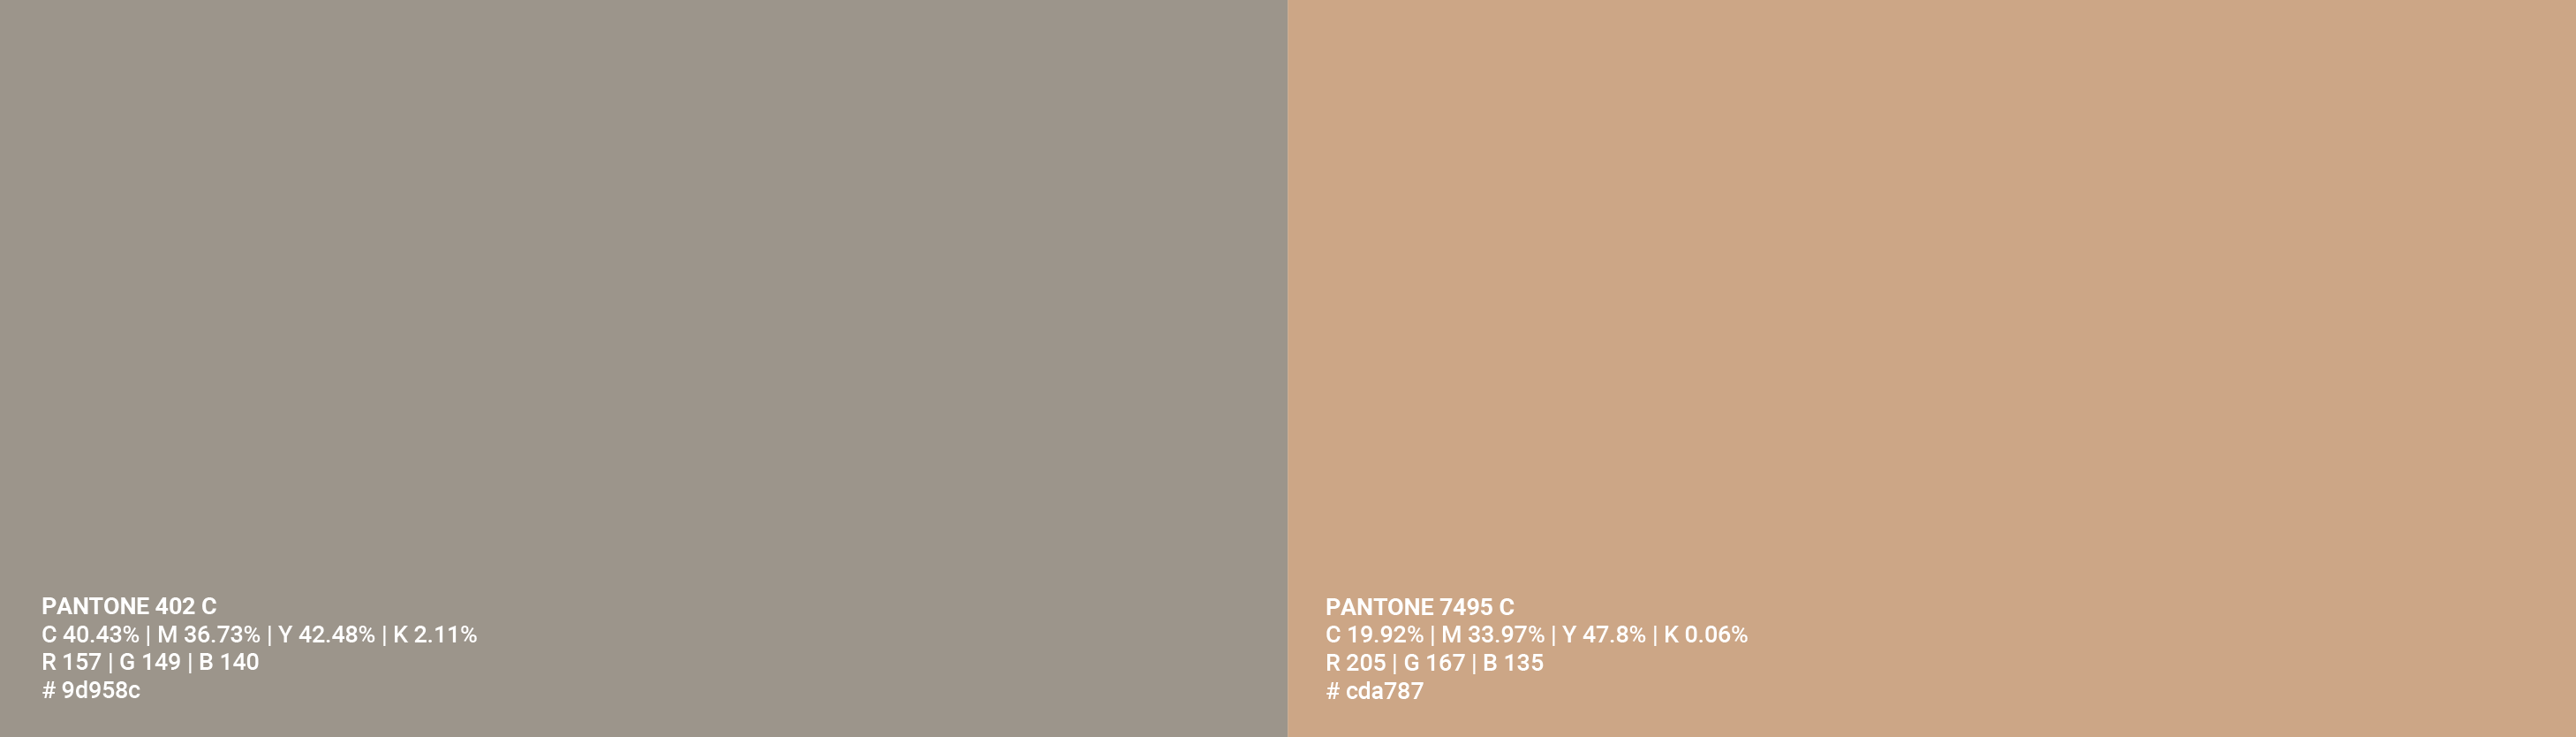 PANTONE 402 C
C 40.43% | M 36.73% | Y 42.48% | K 2.11%
R 157 | G 149 | B 140
# 9d958c
PANTONE 7495 C
C 19.92% | M 33.97% | Y 47.8% | K 0.06%
R 205 | G 167 | B 135
# cda787